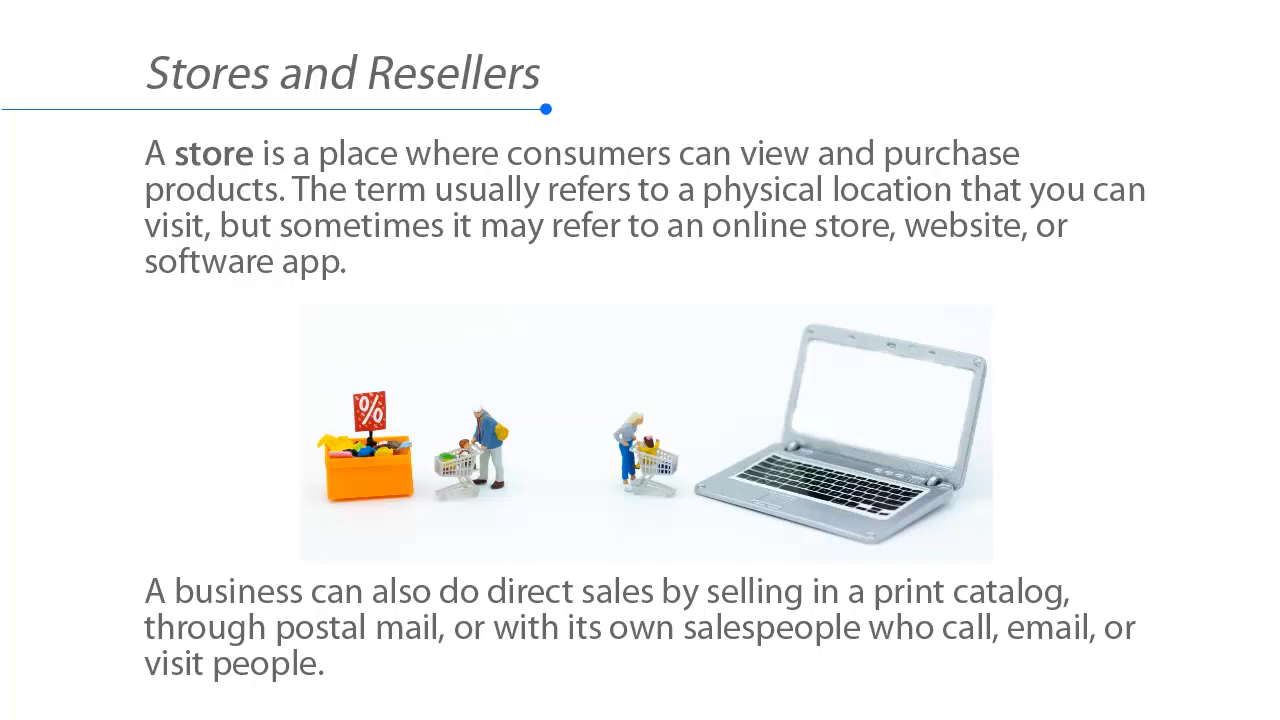 Stores and Resellers
A store is a place where consumers can view and purchase
products. The term usually refers to a physical location that you can
visit, but sometimes it may refer to an online store, website, or
software app.
%
A business can also do direct sales by selling in a print catalog,
through postal mail, or with its own salespeople who call, email, or
visit people.